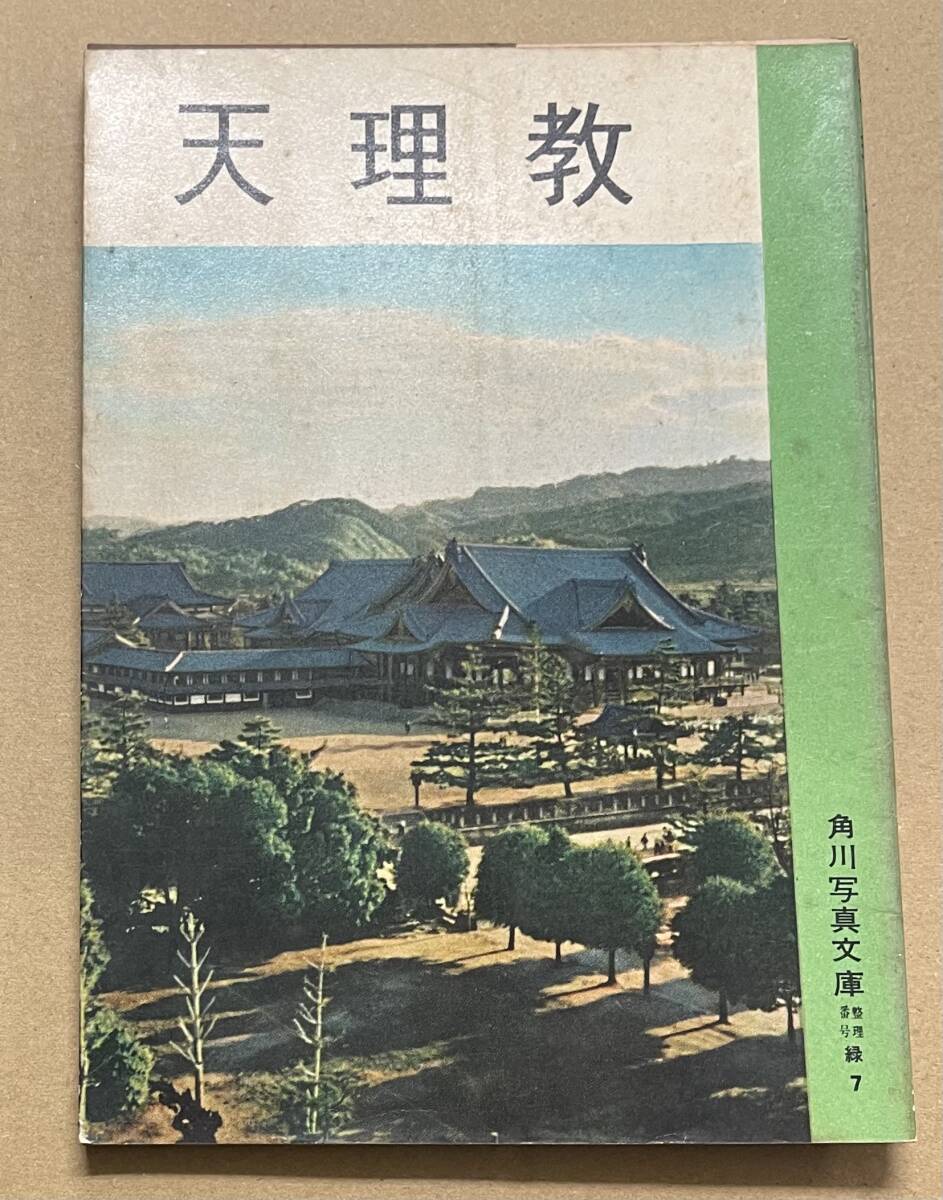 天理教
角川写真文庫
整理番号 緑 7